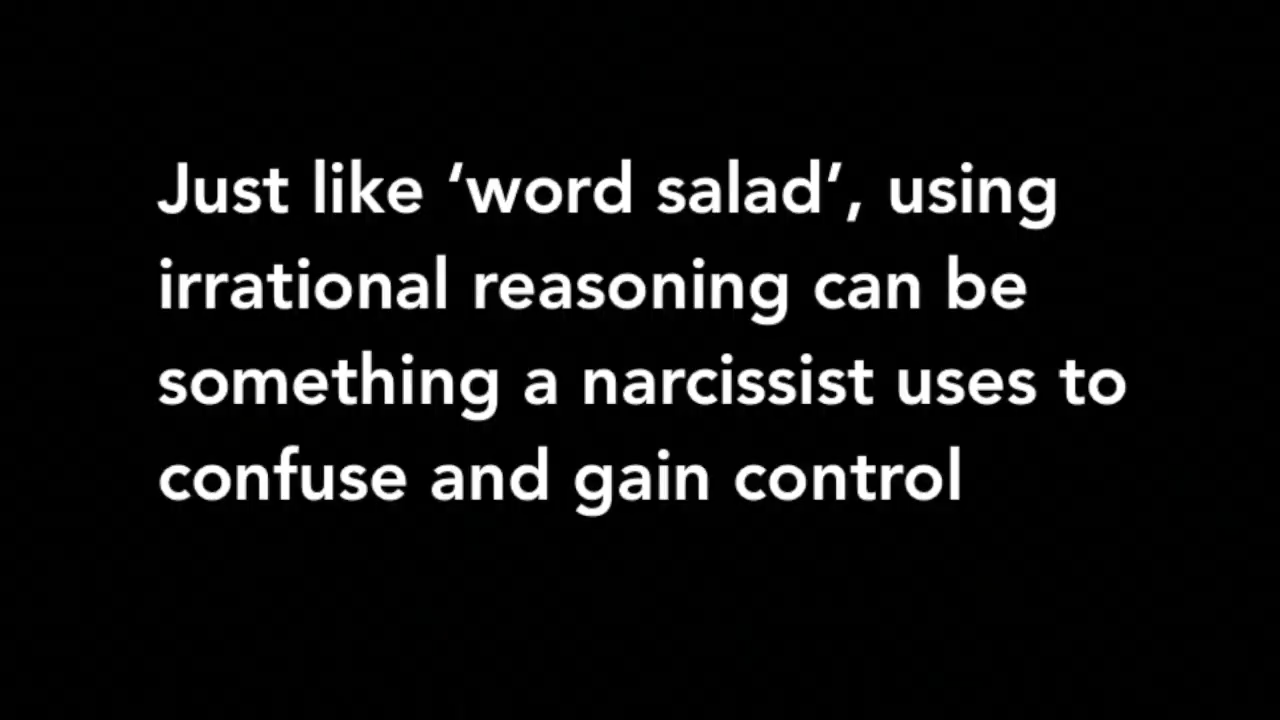 Just like ‘word salad’, using
irrational reasoning can be
something a narcissist uses to
confuse and gain control